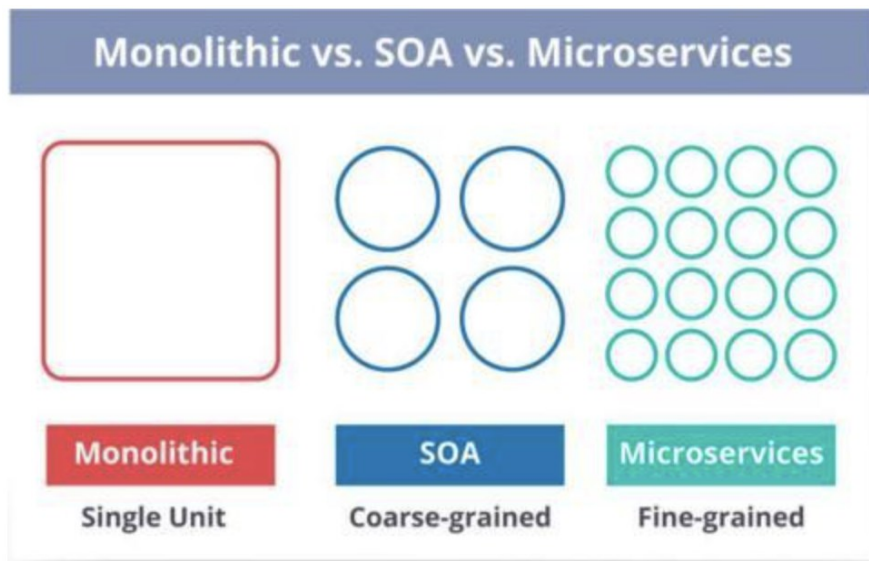 Monolithic vs. SOA vs. Microservices
Monolithic
SOA
Microservices
Single Unit
Coarse-grained
Fine-grained